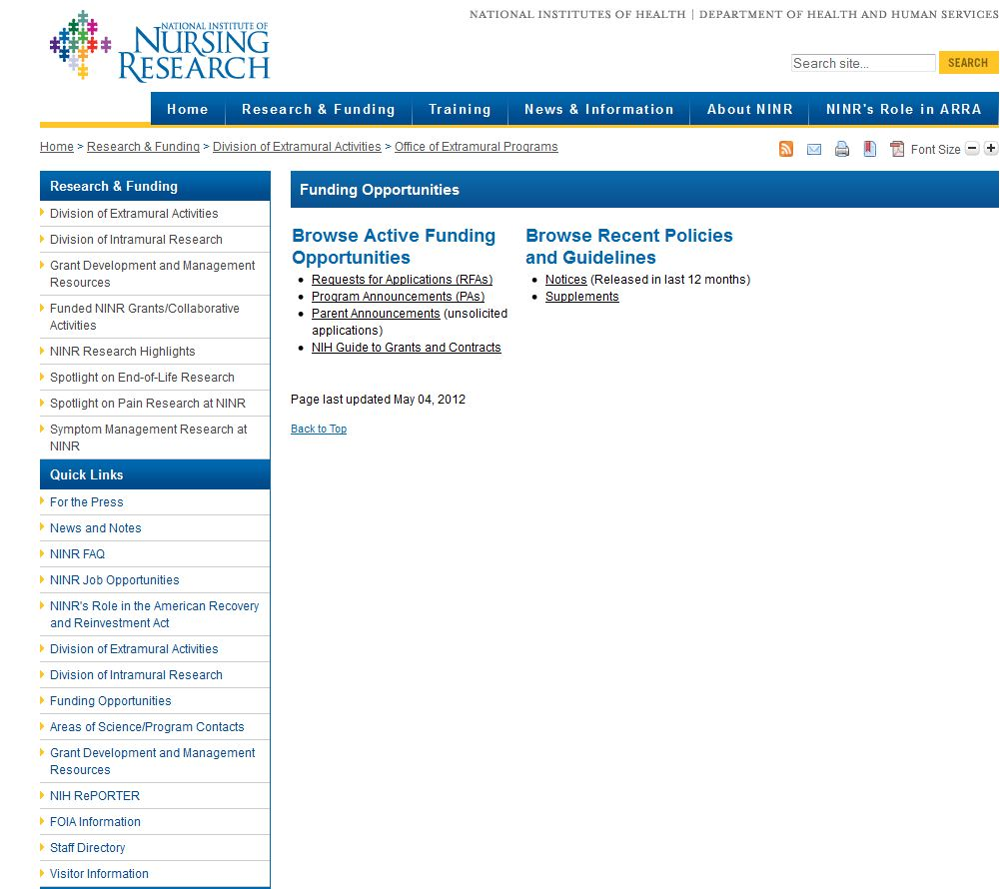 NATIONAL INSTITUTES OF HEALTH | DEPARTMENT OF HEALTH AND HUMAN SERVICES
NATIONAL INSTITUTE OF
NURSING
RESEARCH
Search site...
SEARCH
Home
Research & Funding
Training
News & Information
About NINR
NINR's Role in ARRA
Home > Research & Funding > Division of Extramural Activities > Office of Extramural Programs
Font Size
Research & Funding
Division of Extramural Activities
Division of Intramural Research
Grant Development and Management
Resources
Funded NINR Grants/Collaborative
Activities
NINR Research Highlights
Spotlight on End-of-Life Research
Spotlight on Pain Research at NINR
Symptom Management Research at
NINR
Quick Links
For the Press
News and Notes
NINR FAQ
NINR Job Opportunities
NINR's Role in the American Recovery
and Reinvestment Act
Division of Extramural Activities
Division of Intramural Research
Funding Opportunities
Areas of Science/Program Contacts
Grant Development and Management
Resources
NIH RePORTER
FOIA Information
Staff Directory
Visitor Information
Funding Opportunities
Browse Active Funding
Opportunities
• Requests for Applications (RFAs)
• Program Announcements (PAs)
• Parent Announcements (unsolicited
applications)
• NIH Guide to Grants and Contracts
Browse Recent Policies
and Guidelines
• Notices (Released in last 12 months)
• Supplements
Page last updated May 04, 2012
Back to Top